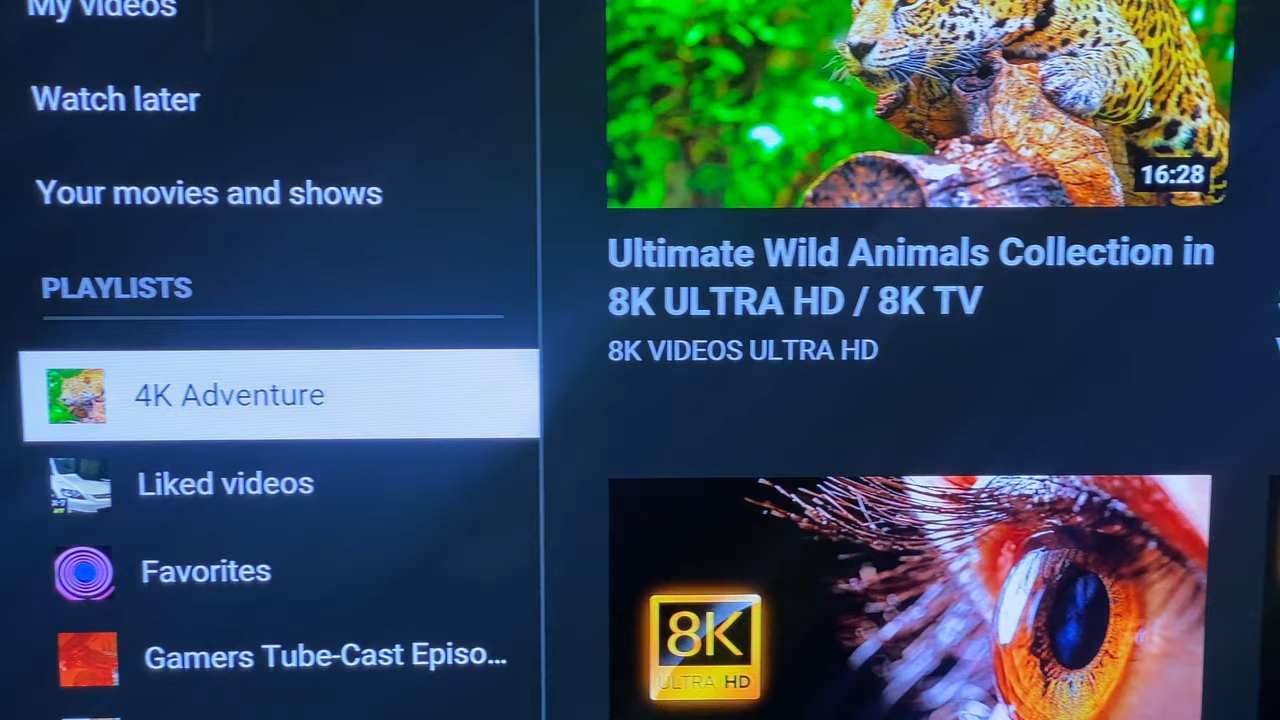 My videos
Watch later
Your movies and shows
PLAYLISTS
4K Adventure
Liked videos
Favorites
Gamers Tube-Cast Episo...
16:28
Ultimate Wild Animals Collection in
8K ULTRA HD / 8K TV
8K VIDEOS ULTRA HD
8K
ULTRA HD